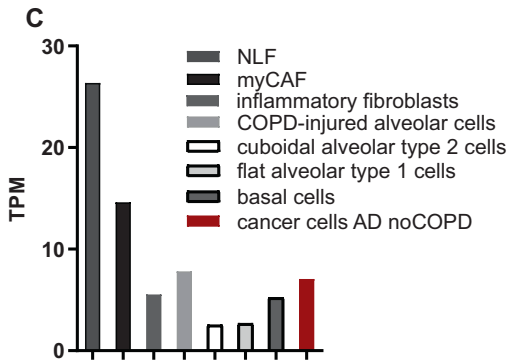 C
30
20
10
0
TPM
NLF
myCAF
inflammatory fibroblasts
COPD-injured alveolar cells
cuboidal alveolar type 2 cells
flat alveolar type 1 cells
basal cells
cancer cells AD noCOPD